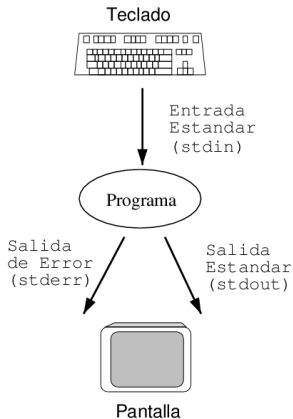 Teclado
Entrada
Estandar
(stdin)
Programa
Salida
de Error
(stderr)
Salida
Estandar
(stdout)
Pantalla